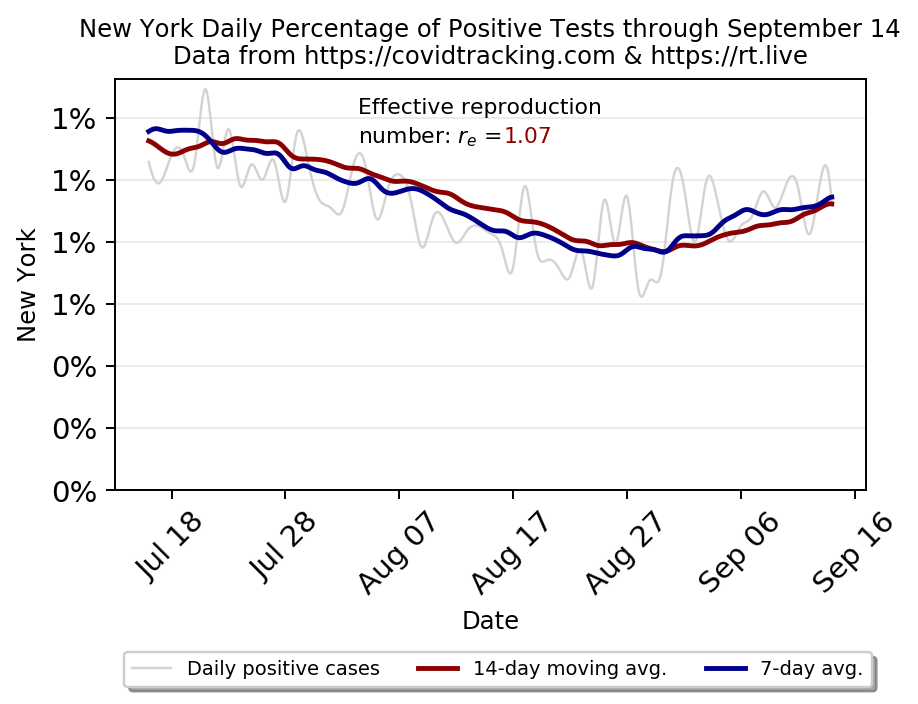 New York Daily Percentage of Positive Tests through September 14
Data from https://covidtracking.com & https://rt.live
Effective reproduction
number: rₑ =1.07
1%
1%
1%
1%
0%
0%
0%
New York
Jul 18
Jul 28
Aug 07
Aug 17
Aug 27
Sep 06
Sep 16
Date
Daily positive cases
14-day moving avg.
7-day avg.